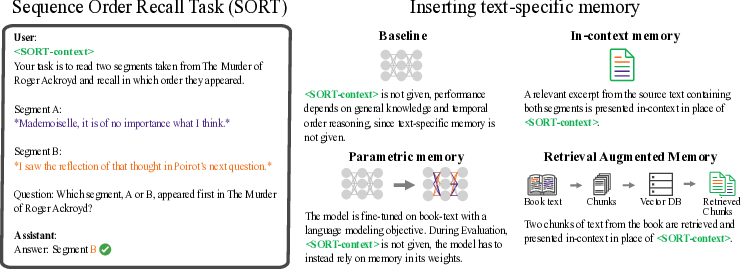 Sequence Order Recall Task (SORT)
User:
<SORT-context>
Your task is to read two segments taken from The Murder of
Roger Ackroyd and recall in which order they appeared.
Segment A:
*Mademoiselle, it is of no importance what I think.*
Segment B:
*I saw the reflection of that thought in Poirot's next question.*
Question: Which segment, A or B, appeared first in The Murder
of Roger Ackroyd?
Assistant:
Answer: Segment B
Inserting text-specific memory
Baseline
<SORT-context> is not given, performance
depends on general knowledge and temporal
order reasoning, since text-specific memory is
not given.
In-context memory
A relevant excerpt from the source text containing
both segments is presented in-context in place of
<SORT-context>.
Parametric memory
The model is fine-tuned on book-text with a
language modeling objective. During Evaluation,
<SORT-context> is not given, the model has to
instead rely on memory in its weights.
Retrieval Augmented Memory
Book text
Chunks
Vector DB
Retrieved
Chunks
Two chunks of text from the book are retrieved and
presented in-context in place of <SORT-context>.